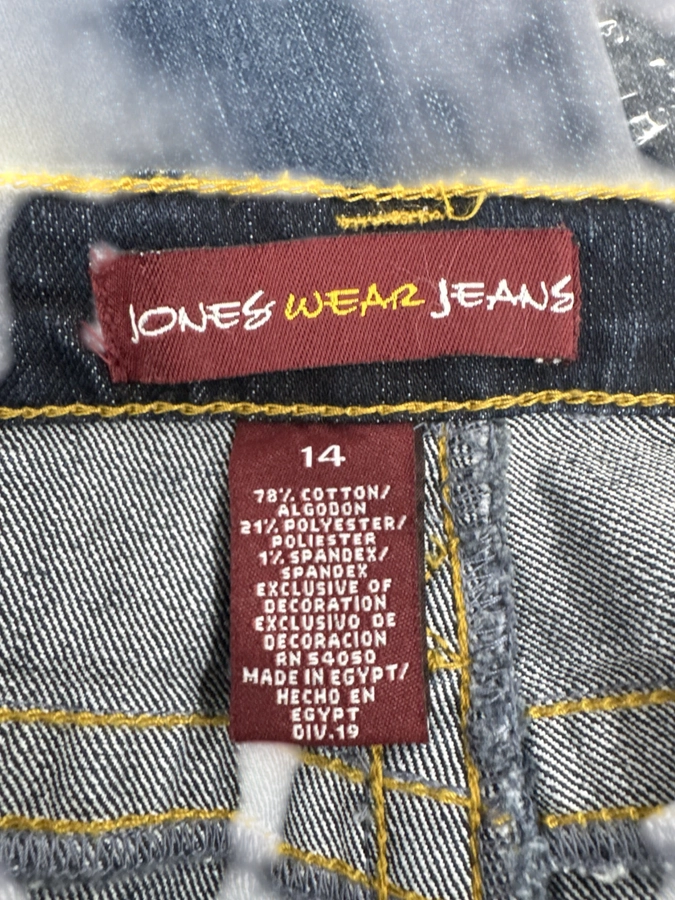 JONES WEAR JEANS
14
78% COTTON/
ALGODON
21% POLYESTER/
POLIESTER
1% SPANDEX/
SPANDEX
EXCLUSIVE OF
DECORATION
EXCLUSIVO DE
DECORACION
RN 54050
MADE IN EGYPT/
HECHO EN
EGYPT
DIV.19